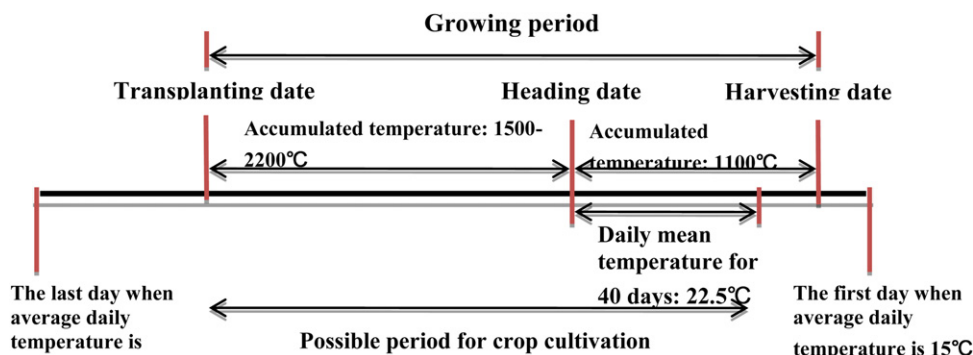 Growing period
Transplanting date
Heading date
Harvesting date
Accumulated temperature: 1500-
2200℃
Accumulated
temperature: 1100℃
Daily mean
temperature for
40 days: 22.5℃
The last day when
average daily
temperature is
Possible period for crop cultivation
The first day when
average daily
temperature is 15℃